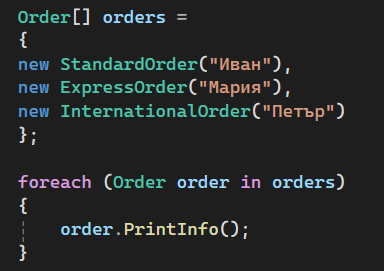 Order[] orders =
{
new StandardOrder("Иван"),
new ExpressOrder("Мария"),
new InternationalOrder("Петър")
};
foreach (Order order in orders)
{
order.PrintInfo();
}